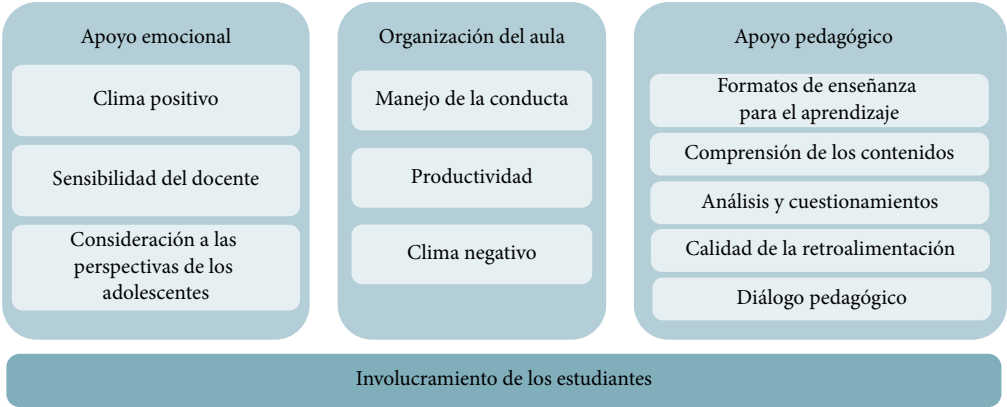 Apoyo emocional
Clima positivo
Sensibilidad del docente
Consideración a las
perspectivas de los
adolescentes
Organización del aula
Manejo de la conducta
Productividad
Clima negativo
Apoyo pedagógico
Formatos de enseñanza
para el aprendizaje
Comprensión de los contenidos
Análisis y cuestionamientos
Calidad de la retroalimentación
Diálogo pedagógico
Involucramiento de los estudiantes